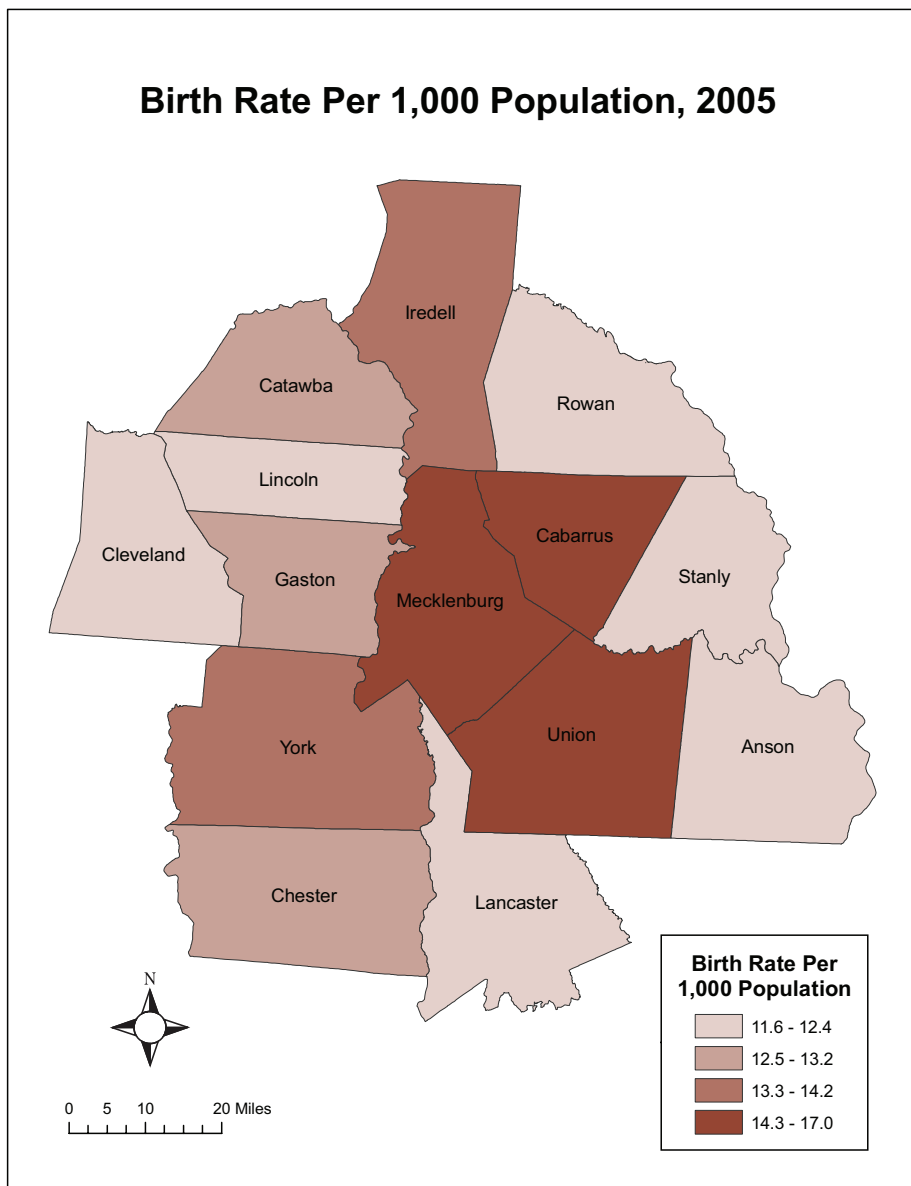 Birth Rate Per 1,000 Population, 2005
Iredell
Catawba
Rowan
Lincoln
Cabarrus
Cleveland
Gaston
Stanly
Mecklenburg
Union
York
Anson
Chester
Lancaster
Birth Rate Per
1,000 Population
11.6 - 12.4
12.5 - 13.2
13.3 - 14.2
14.3 - 17.0
N
0 5 10 20 Miles